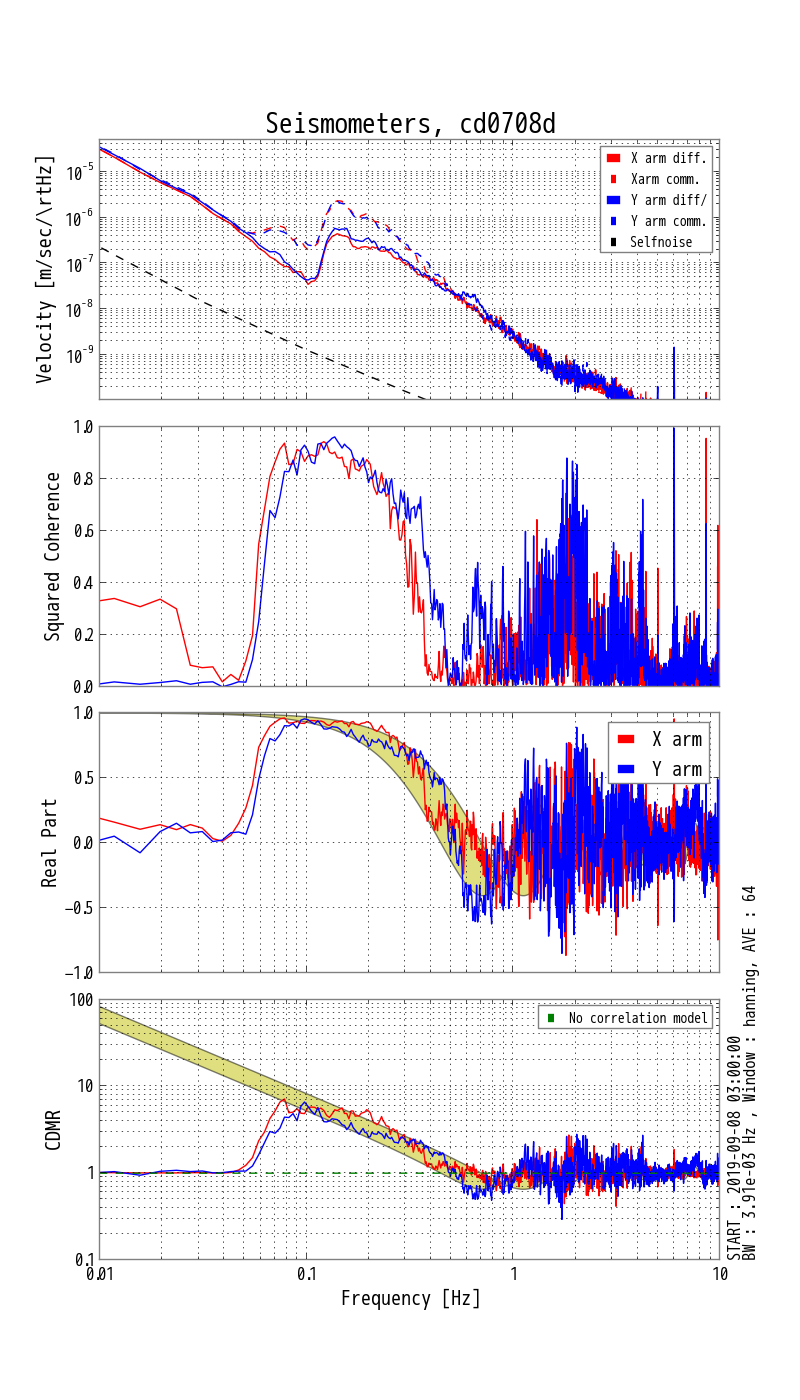 Seismometers, cd0708d
Velocity [m/sec/\rtHz]
10^-5
10^-6
10^-7
10^-8
10^-9
X arm diff.
Xarm comm.
Y arm diff/
Y arm comm.
Selfnoise
Squared Coherence
1.0
0.8
0.6
0.4
0.2
0.0
Real Part
1.0
0.5
0.0
−0.5
−1.0
X arm
Y arm
CDMR
100
10
1
0.1
No correlation model
0.01
0.1
1
10
Frequency [Hz]
START : 2019-09-08 03:00:00
BW : 3.91e-03 Hz , Window : hanning, AVE : 64